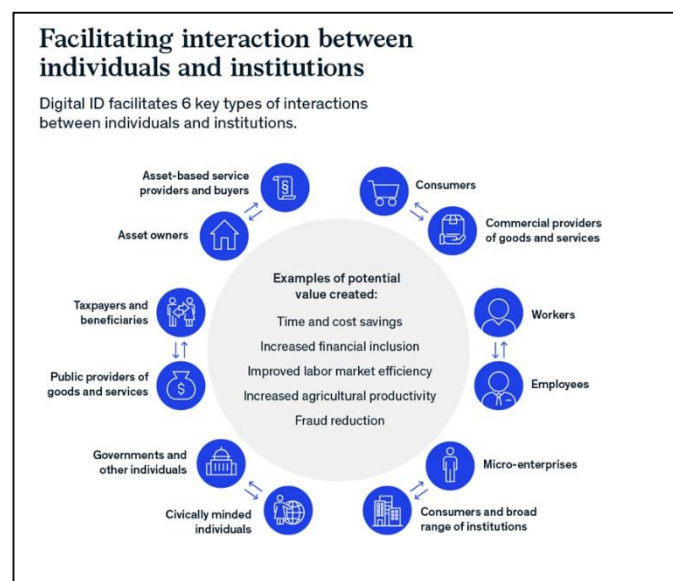 Facilitating interaction between
individuals and institutions
Digital ID facilitates 6 key types of interactions
between individuals and institutions.
Asset-based service
providers and buyers
§
Asset owners
Consumers
Commercial providers
of goods and services
Taxpayers and
beneficiaries
Public providers of
goods and services
$
Examples of potential
value created:
Time and cost savings
Increased financial inclusion
Improved labor market efficiency
Increased agricultural productivity
Fraud reduction
Workers
Employees
Governments and
other individuals
Civically minded
individuals
Micro-enterprises
Consumers and broad
range of institutions